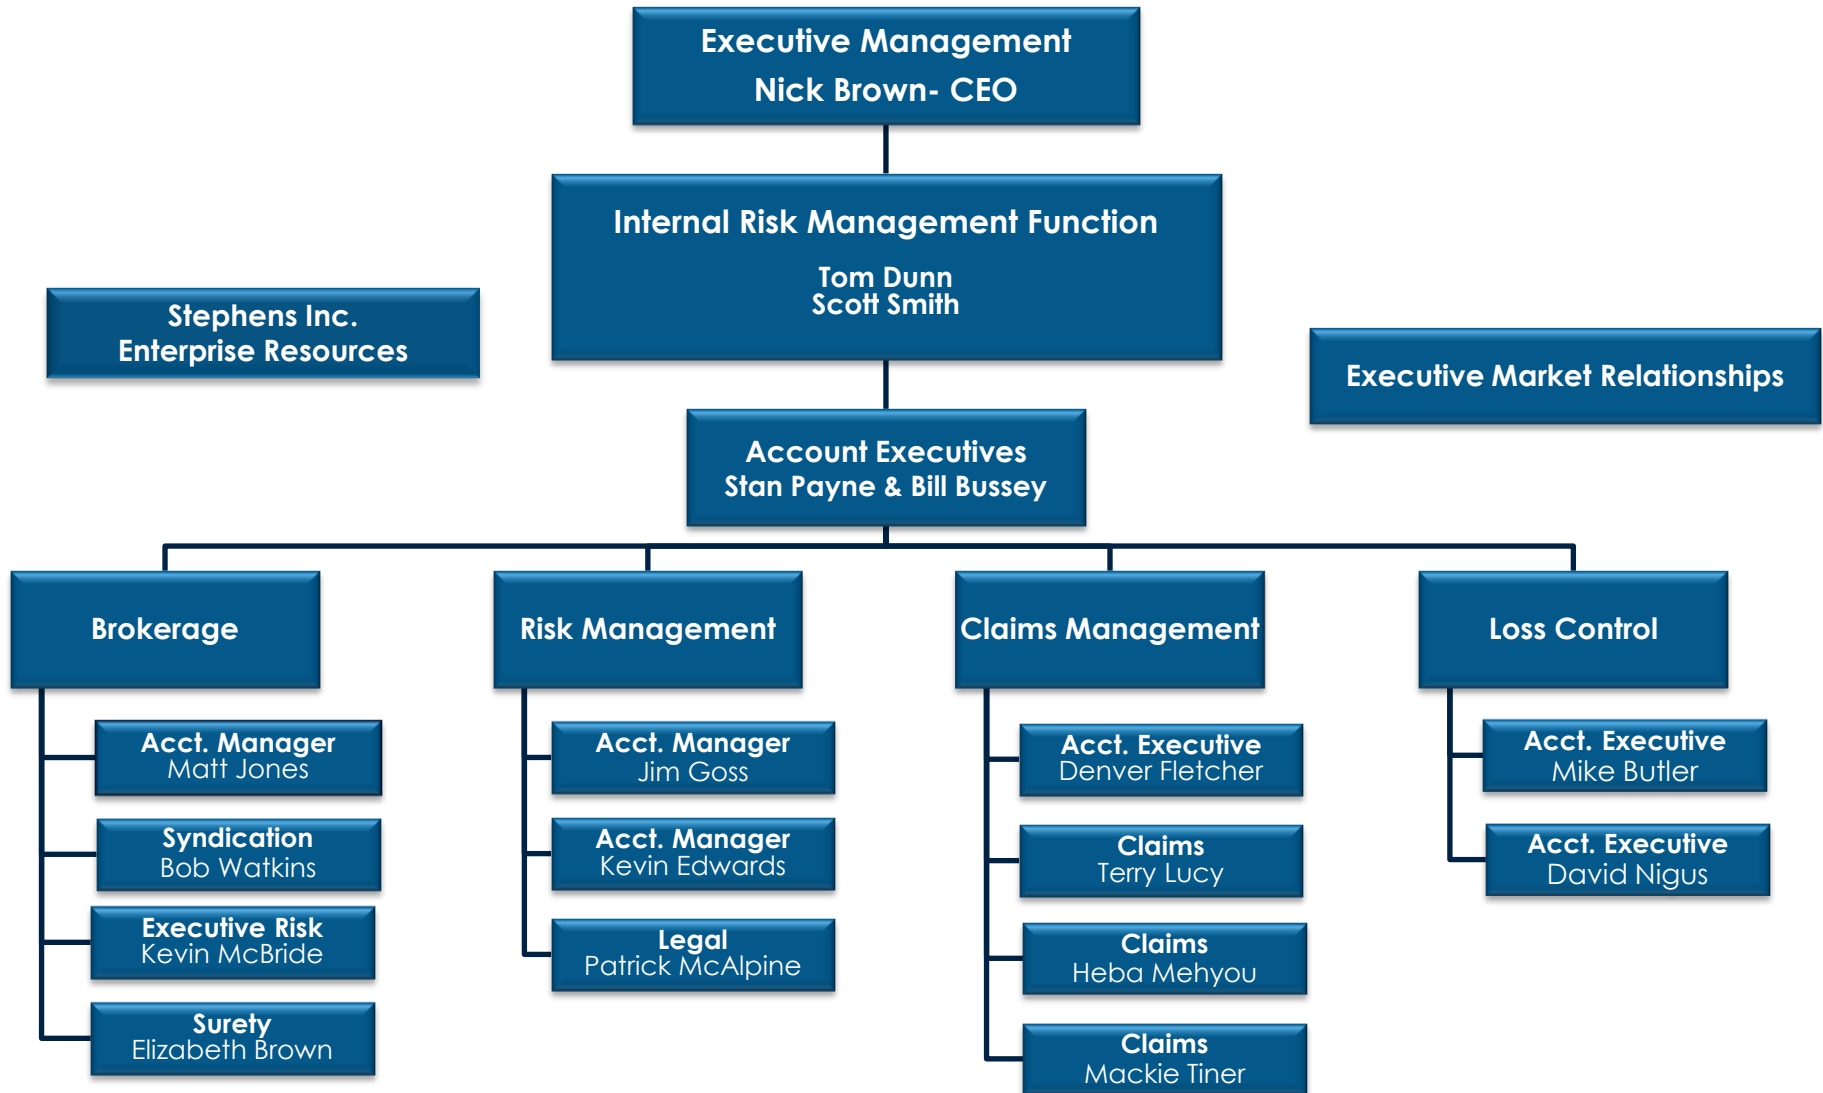 Executive Management
Nick Brown- CEO
Internal Risk Management Function
Tom Dunn
Scott Smith
Stephens Inc.
Enterprise Resources
Executive Market Relationships
Account Executives
Stan Payne & Bill Bussey
Brokerage
Risk Management
Claims Management
Loss Control
Acct. Manager
Matt Jones
Syndication
Bob Watkins
Executive Risk
Kevin McBride
Surety
Elizabeth Brown
Acct. Manager
Jim Goss
Acct. Manager
Kevin Edwards
Legal
Patrick McAlpine
Acct. Executive
Denver Fletcher
Claims
Terry Lucy
Claims
Heba Mehyou
Claims
Mackie Tiner
Acct. Executive
Mike Butler
Acct. Executive
David Nigus